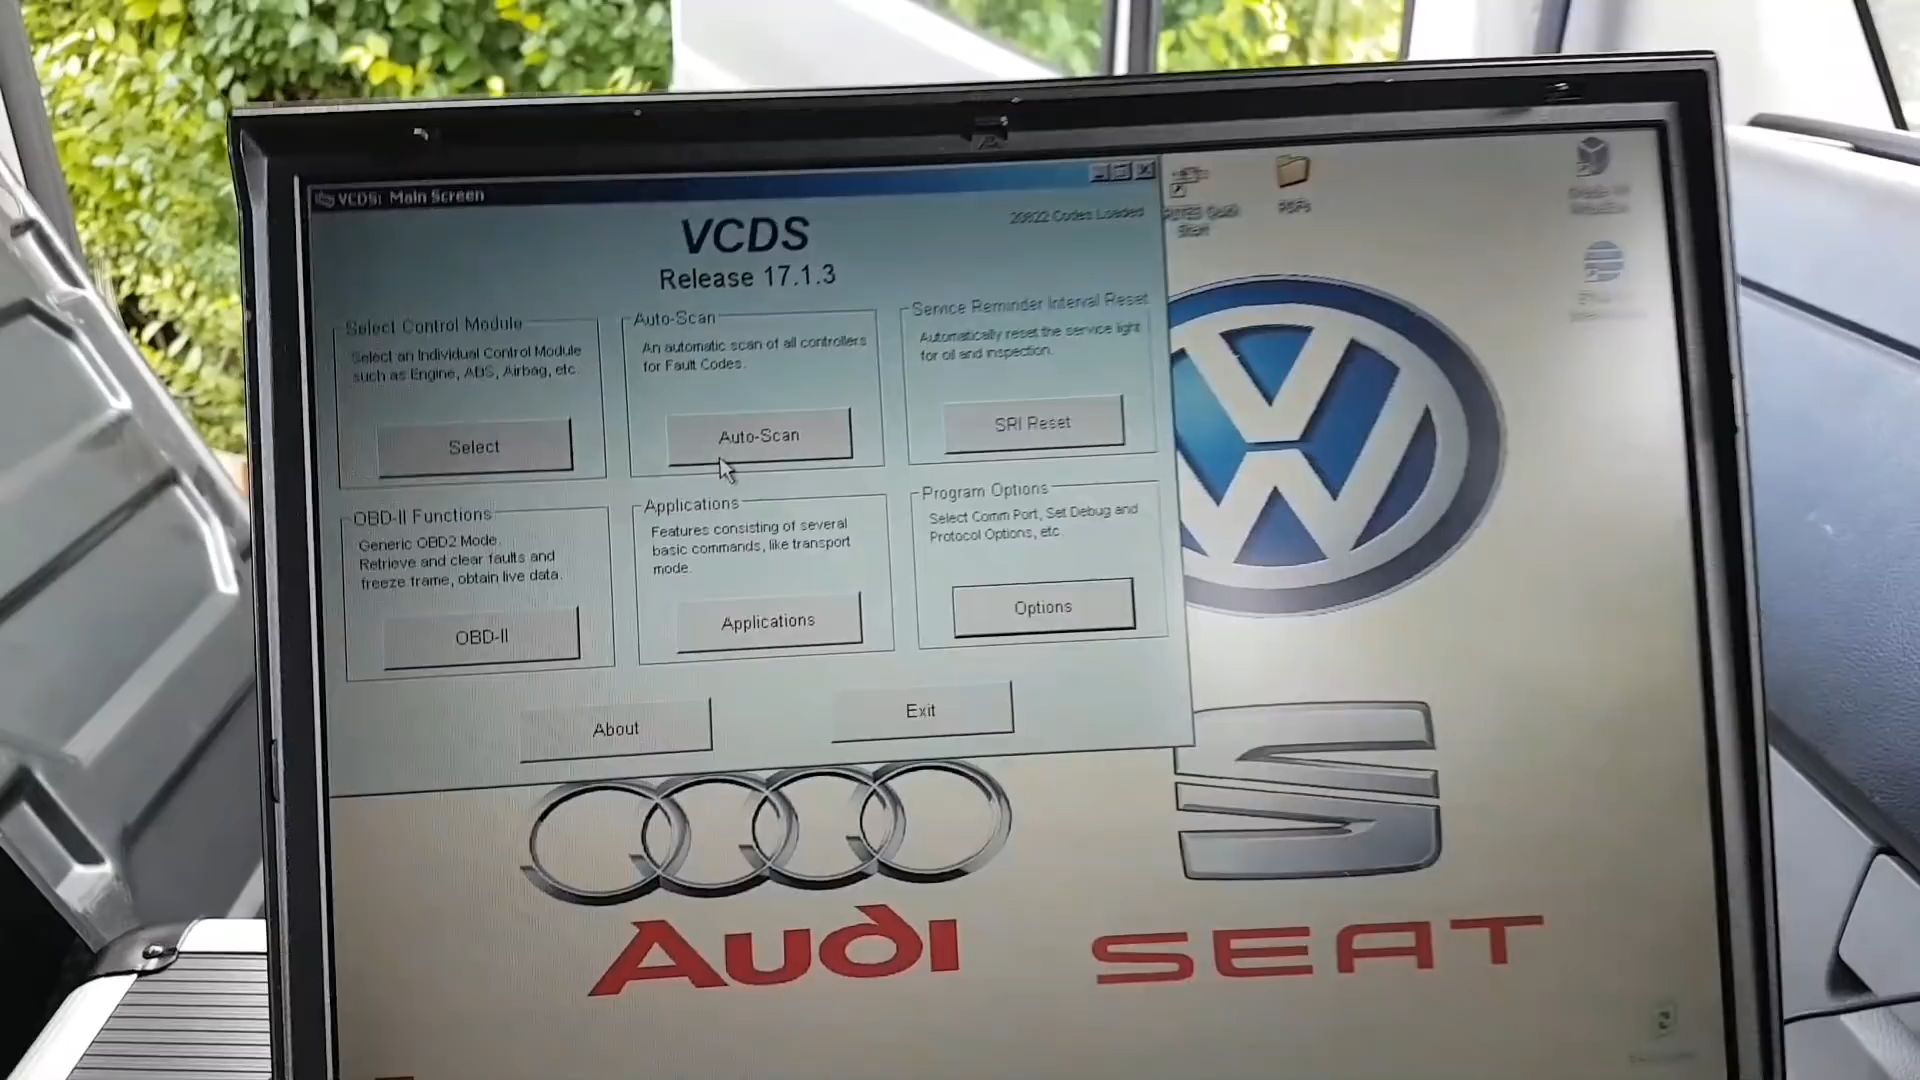 VCDS: Main Screen
VCDS
20822 Codes Loaded
Release 17.1.3
Select Control Module
Select an Individual Control Module
such as Engine, ABS, Airbag, etc.
Select
Auto-Scan
An automatic scan of all controllers
for Fault Codes.
Auto-Scan
Service Reminder Interval Reset
Automatically reset the service light
for oil and inspection.
SRI Reset
OBD-II Functions
Generic OBD2 Mode.
Retrieve and clear faults and
freeze frame, obtain live data.
OBD-II
Applications
Features consisting of several
basic commands, like transport
mode.
Applications
Program Options
Select Comm Port, Set Debug and
Protocol Options, etc.
Options
About
Exit
Start
PDFs
Audi
SEAT